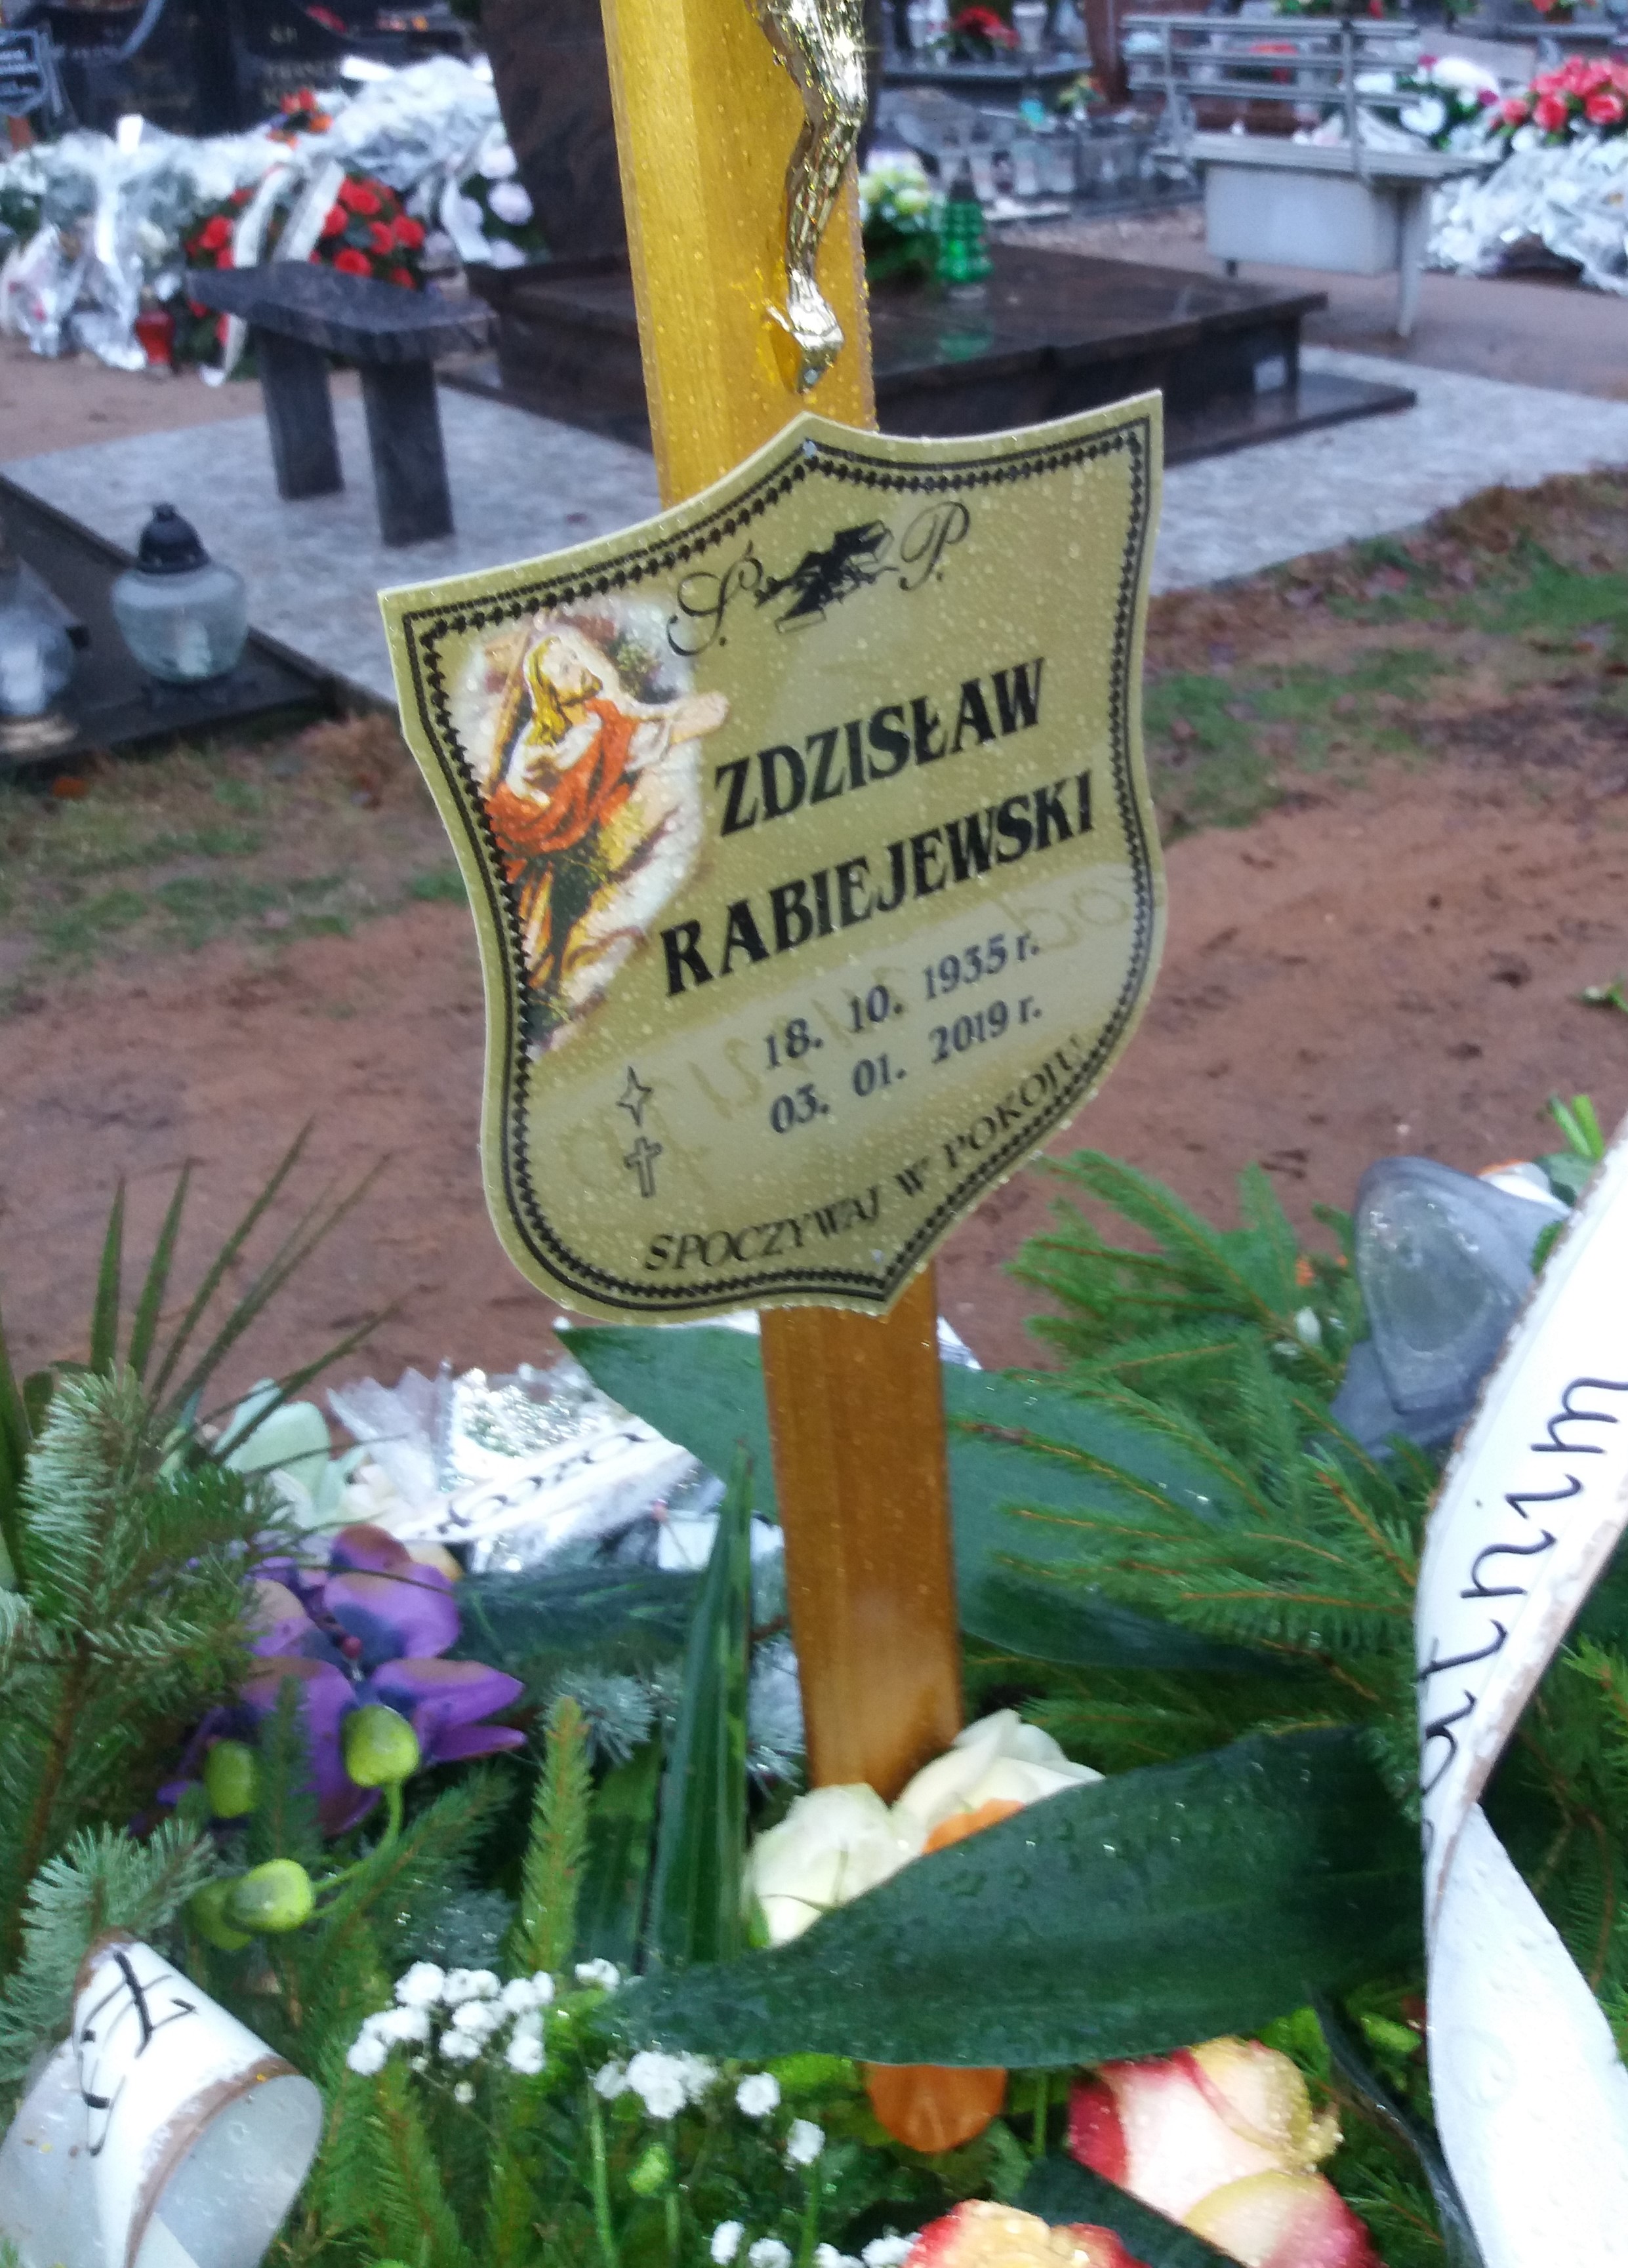 Ś. P.
ZDZISŁAW
RABIEJEWSKI
18. 10. 1935 r.
03. 01. 2019 r.
SPOCZYWAJ W POKOJU!